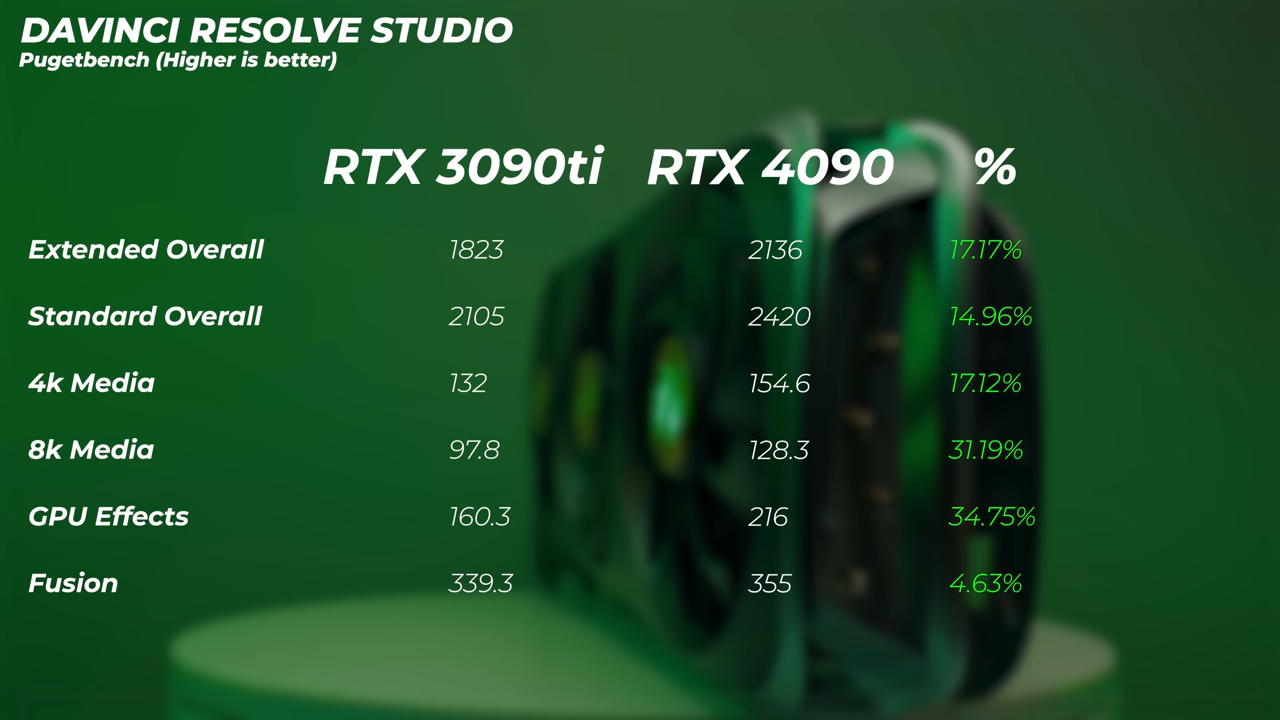 DAVINCI RESOLVE STUDIO
Pugetbench (Higher is better)
RTX 3090ti RTX 4090 %
Extended Overall 1823 2136 17.17%
Standard Overall 2105 2420 14.96%
4k Media 132 154.6 17.12%
8k Media 97.8 128.3 31.19%
GPU Effects 160.3 216 34.75%
Fusion 339.3 355 4.63%